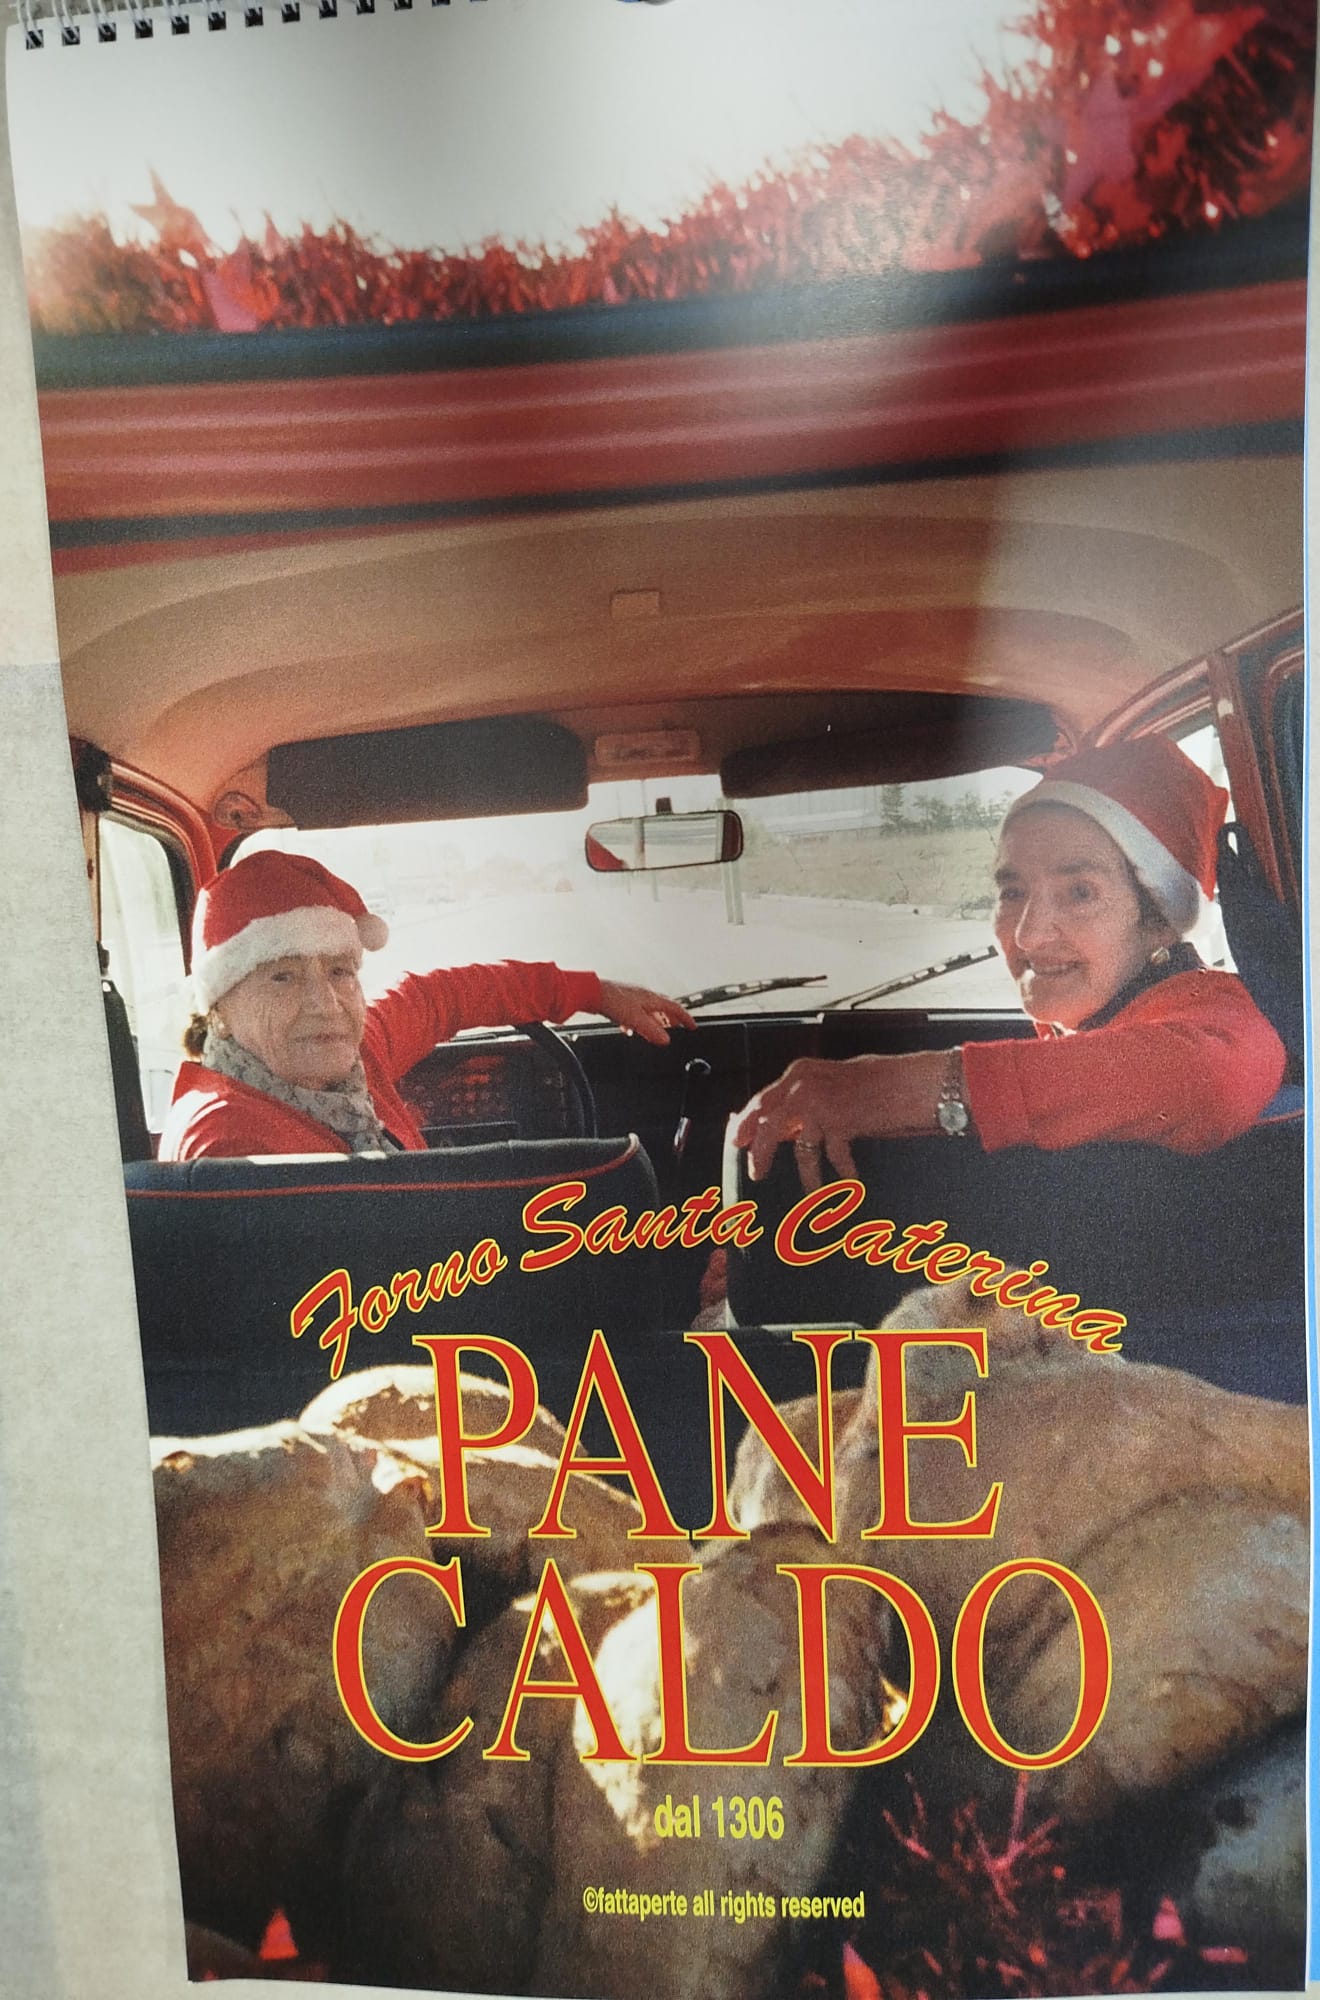 Forno Santa Caterina
PANE
CALDO
dal 1306
©fattaperte all rights reserved